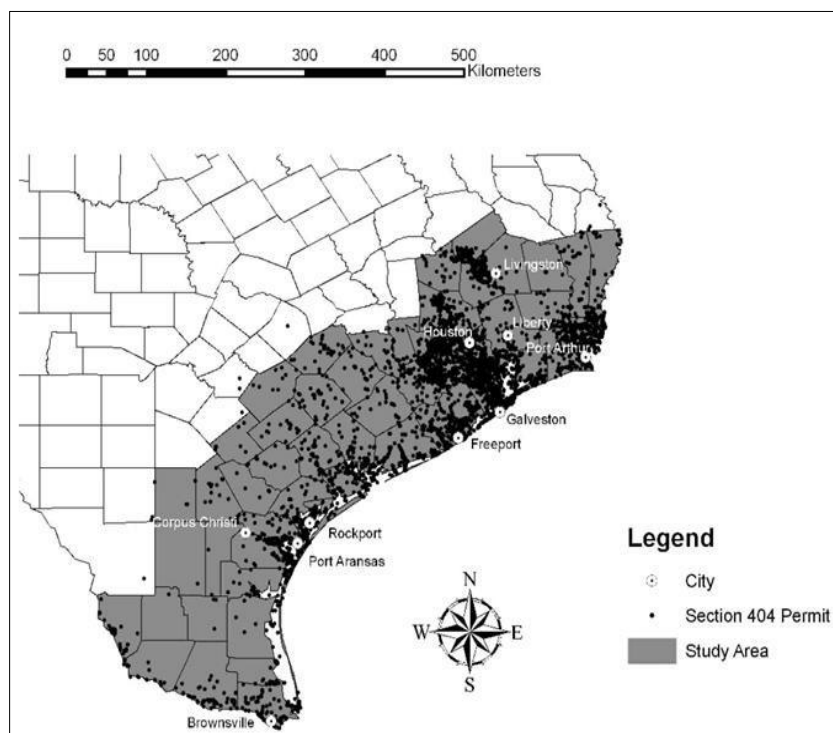 0 50 100 200 300 400 500
Kilometers
Livingston
Houston
Liberty
Port Arthur
Galveston
Freeport
Corpus Christi
Rockport
Port Aransas
Brownsville
N
W E
S
Legend
City
Section 404 Permit
Study Area